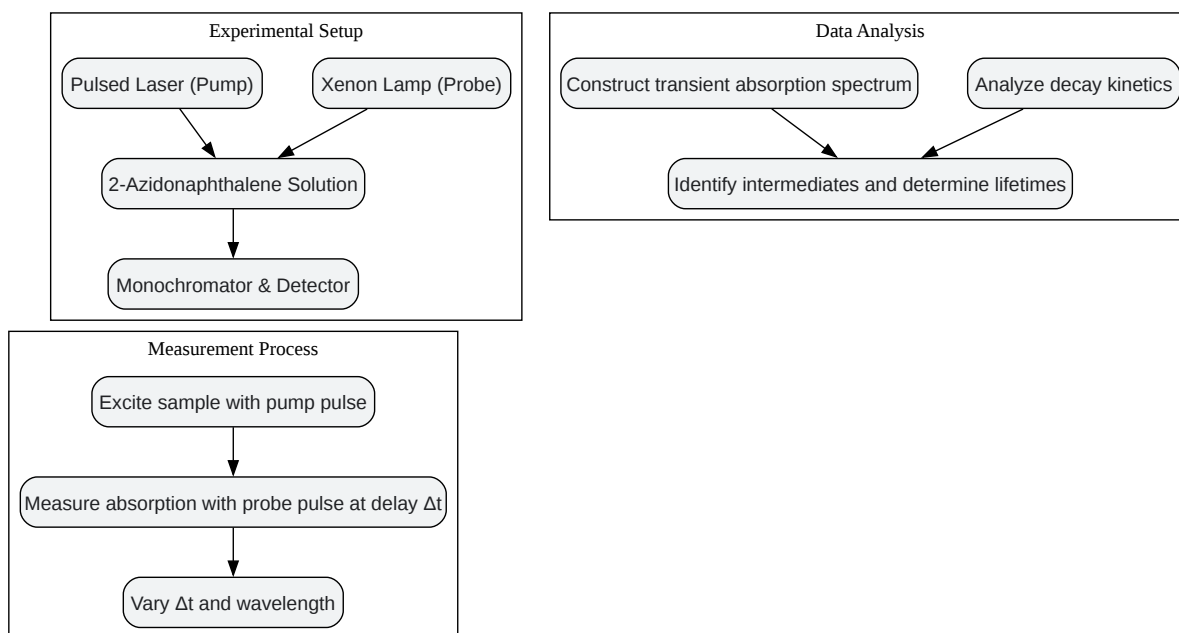 Experimental Setup
Pulsed Laser (Pump)
Xenon Lamp (Probe)
2-Azidonaphthalene Solution
Monochromator & Detector
Data Analysis
Construct transient absorption spectrum
Analyze decay kinetics
Identify intermediates and determine lifetimes
Measurement Process
Excite sample with pump pulse
Measure absorption with probe pulse at delay Δt
Vary Δt and wavelength